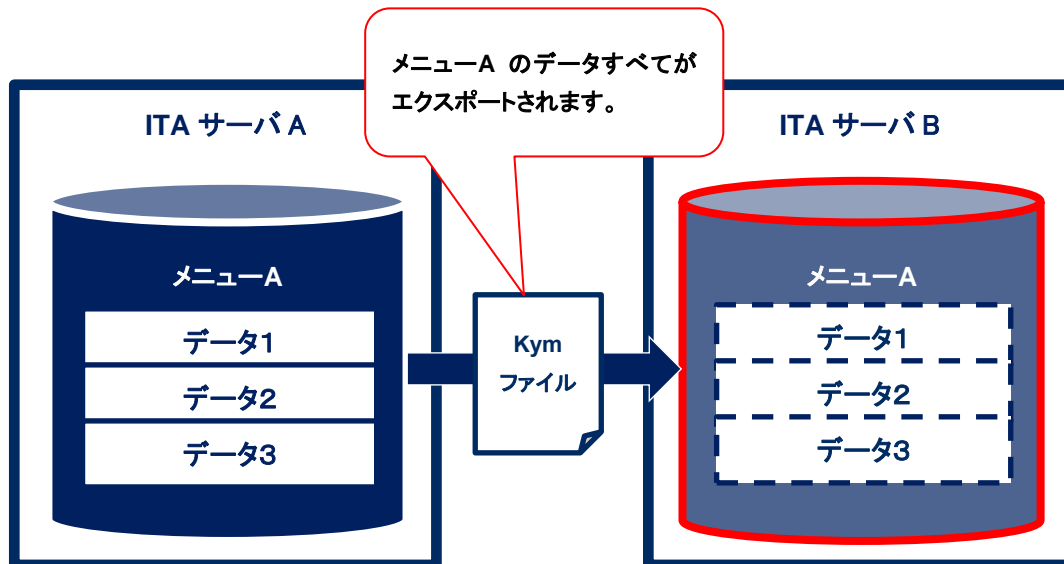 メニューA のデータすべてが
エクスポートされます。
ITA サーバ A
メニューA
データ1
データ2
データ3
Kym
ファイル
ITA サーバ B
メニューA
データ1
データ2
データ3